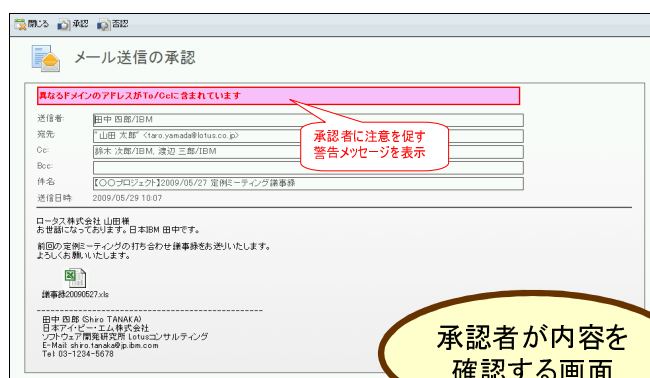 閉じる 承認 否認
メール送信の承認
異なるドメインのアドレスがTo/Ccに含まれています
送信者: 田中 四郎/IBM
宛先: "山田 太郎" <taro.yamada@lotus.co.jp>
Cc: 鈴木 次郎/IBM, 渡辺 三郎/IBM
Bcc:
件名: 【○○プロジェクト】2009/05/27 定例ミーティング議事録
送信日時: 2009/05/29 10:07
承認者に注意を促す
警告メッセージを表示
ロータス株式会社 山田様
お世話になっております。日本IBM 田中です。
前回の定例ミーティングの打ち合わせ議事録をお送りいたします。
よろしくお願いいたします。
議事録20090527.xls
----------------------------------------------
田中 四郎 (Shiro TANAKA)
日本アイ・ビー・エム株式会社
ソフトウェア開発研究所 Lotusコンサルティング
E-Mail: shiro.tanaka@jp.ibm.com
Tel: 03-1234-5678
承認者が内容を
確認する画面